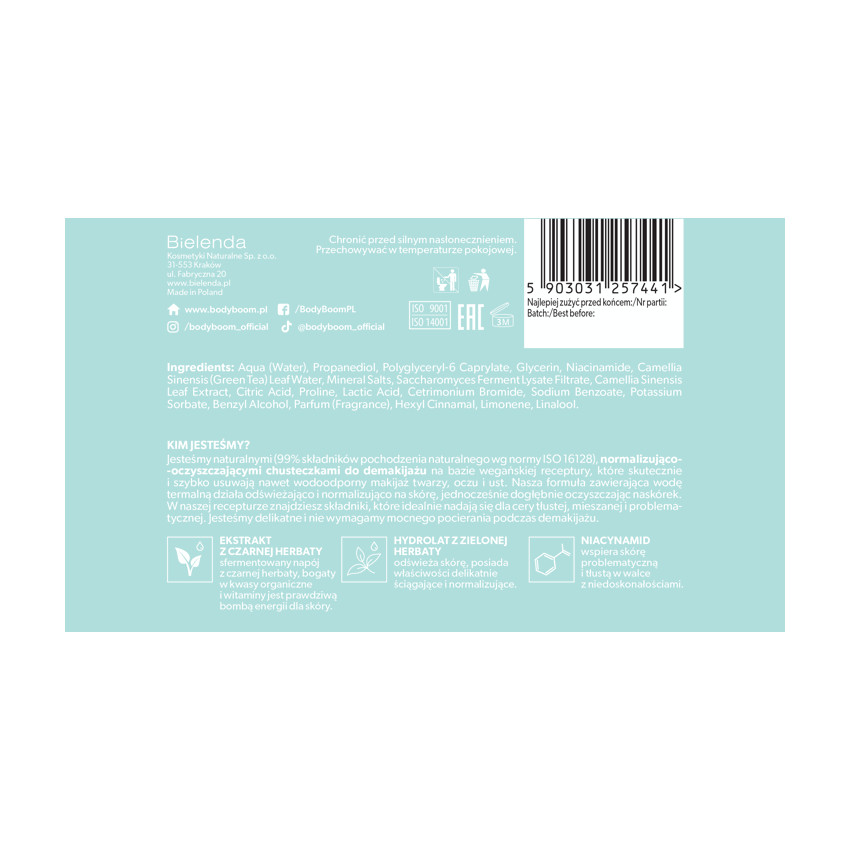 Bielenda
Kosmetyki Naturalne Sp. z o.o.
31-553 Kraków
ul. Fabryczna 20
www.bielenda.pl
Made in Poland
www.bodyboom.pl
/BodyBoomPL
/bodyboom_official
@bodyboom_official
Chronić przed silnym nasłonecznieniem.
Przechowywać w temperaturze pokojowej.
ISO 9001
ISO 14001
EAC
3M
5 903031 257441 >
Najlepiej zużyć przed końcem:/Nr partii:
Batch:/Best before:
Ingredients: Aqua (Water), Propanediol, Polyglyceryl-6 Caprylate, Glycerin, Niacinamide, Camellia
Sinensis (Green Tea) Leaf Water, Mineral Salts, Saccharomyces Ferment Lysate Filtrate, Camellia Sinensis
Leaf Extract, Citric Acid, Proline, Lactic Acid, Cetrimonium Bromide, Sodium Benzoate, Potassium
Sorbate, Benzyl Alcohol, Parfum (Fragrance), Hexyl Cinnamal, Limonene, Linalool.
KIM JESTEŚMY?
Jesteśmy naturalnymi (99% składników pochodzenia naturalnego wg normy ISO 16128), normalizująco-
-oczyszczającymi chusteczkami do demakijażu na bazie wegańskiej receptury, które skutecznie
i szybko usuwają nawet wodoodporny makijaż twarzy, oczu i ust. Nasza formuła zawierająca wodę
termalną działa odświeżająco i normalizująco na skórę, jednocześnie dogłębnie oczyszczając naskórek.
W naszej recepturze znajdziesz składniki, które idealnie nadają się dla cery tłustej, mieszanej i problema-
tycznej. Jesteśmy delikatne i nie wymagamy mocnego pocierania podczas demakijażu.
EKSTRAKT
Z CZARNEJ HERBATY
sfermentowany napój
z czarnej herbaty, bogaty
w kwasy organiczne
i witaminy jest prawdziwą
bombą energii dla skóry.
HYDROLAT Z ZIELONEJ
HERBATY
odświeża skórę, posiada
właściwości delikatnie
ściągające i normalizujące.
NIACYNAMID
wspiera skórę
problematyczną
i tłustą w walce
z niedoskonałościami.